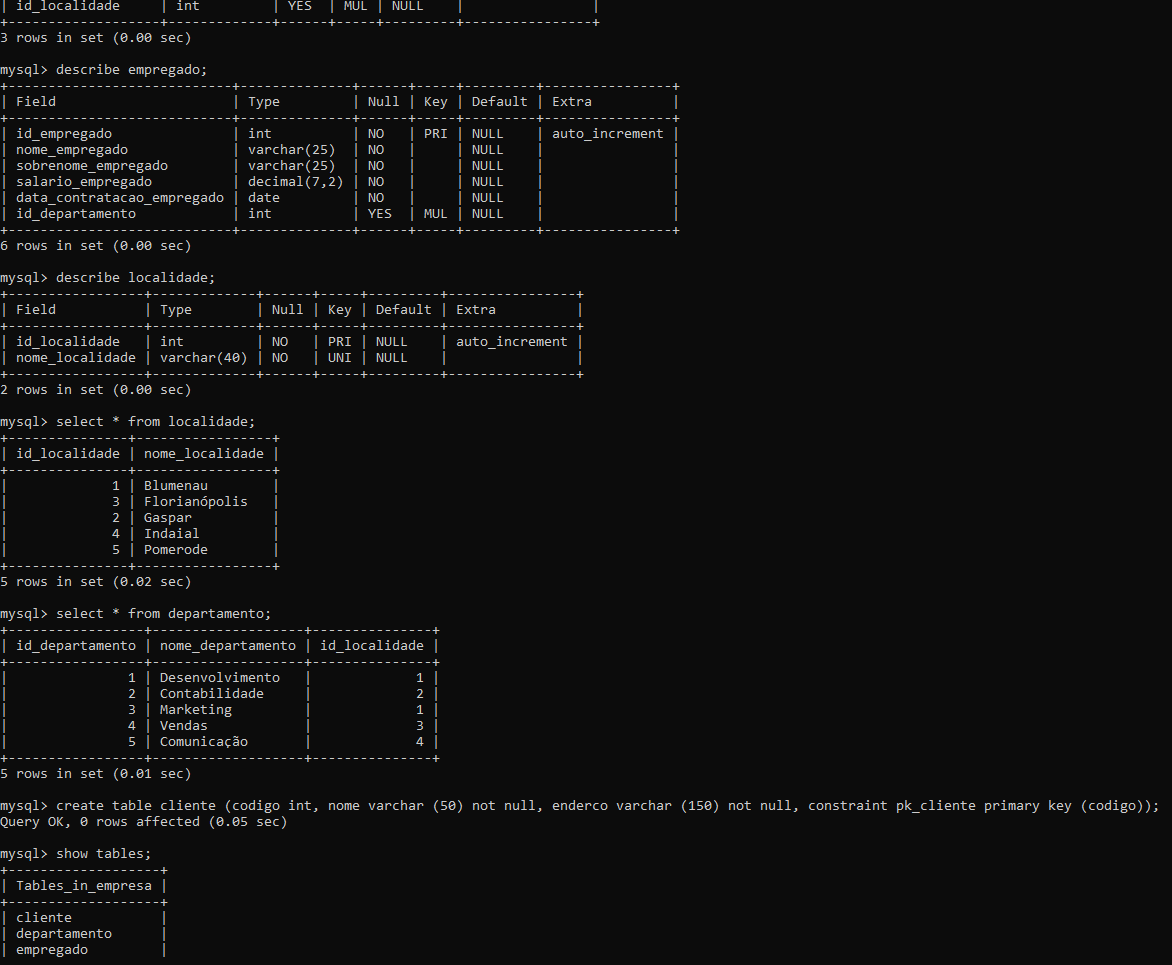 | id_localidade     | int          | YES  | MUL | NULL    |                |
+-------------------+--------------+------+-----+---------+----------------+
3 rows in set (0.00 sec)
mysql> describe empregado;
+----------------------------+--------------+------+-----+---------+----------------+
| Field                      | Type         | Null | Key | Default | Extra          |
+----------------------------+--------------+------+-----+---------+----------------+
| id_empregado               | int          | NO   | PRI | NULL    | auto_increment |
| nome_empregado             | varchar(25)  | NO   |     | NULL    |                |
| sobrenome_empregado        | varchar(25)  | NO   |     | NULL    |                |
| salario_empregado          | decimal(7,2) | NO   |     | NULL    |                |
| data_contratacao_empregado | date         | NO   |     | NULL    |                |
| id_departamento            | int          | YES  | MUL | NULL    |                |
+----------------------------+--------------+------+-----+---------+----------------+
6 rows in set (0.00 sec)
mysql> describe localidade;
+-----------------+-------------+------+-----+---------+----------------+
| Field           | Type        | Null | Key | Default | Extra          |
+-----------------+-------------+------+-----+---------+----------------+
| id_localidade   | int         | NO   | PRI | NULL    | auto_increment |
| nome_localidade | varchar(40) | NO   | UNI | NULL    |                |
+-----------------+-------------+------+-----+---------+----------------+
2 rows in set (0.00 sec)
mysql> select * from localidade;
+---------------+-----------------+
| id_localidade | nome_localidade |
+---------------+-----------------+
|             1 | Blumenau        |
|             3 | Florianópolis   |
|             2 | Gaspar          |
|             4 | Indaial         |
|             5 | Pomerode        |
+---------------+-----------------+
5 rows in set (0.02 sec)
mysql> select * from departamento;
+-----------------+-------------------+---------------+
| id_departamento | nome_departamento | id_localidade |
+-----------------+-------------------+---------------+
|               1 | Desenvolvimento   |             1 |
|               2 | Contabilidade     |             2 |
|               3 | Marketing         |             1 |
|               4 | Vendas            |             3 |
|               5 | Comunicação       |             4 |
+-----------------+-------------------+---------------+
5 rows in set (0.01 sec)
mysql> create table cliente (codigo int, nome varchar (50) not null, enderco varchar (150) not null, constraint pk_cliente primary key (codigo));
Query OK, 0 rows affected (0.05 sec)
mysql> show tables;
+-------------------+
| Tables_in_empresa |
+-------------------+
| cliente           |
| departamento      |
| empregado         |